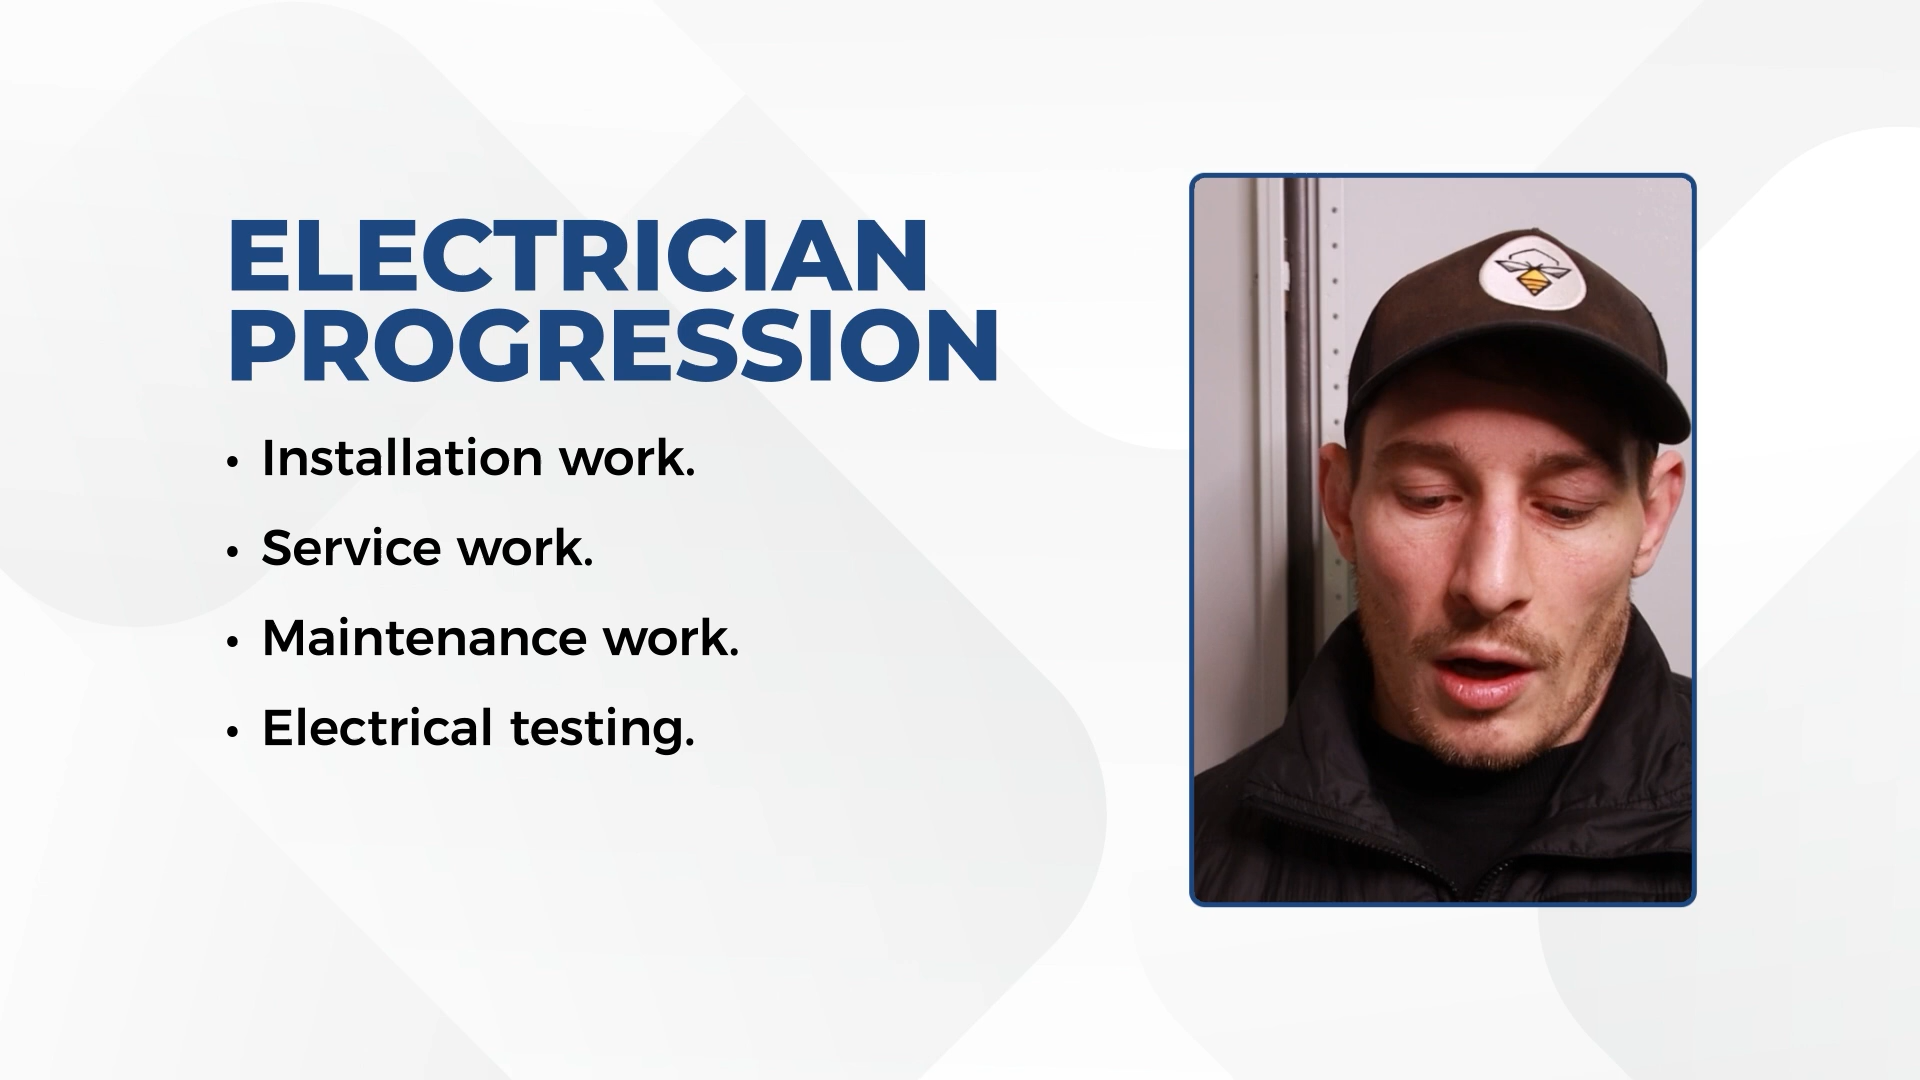 ELECTRICIAN
PROGRESSION
• Installation work.
• Service work.
• Maintenance work.
• Electrical testing.